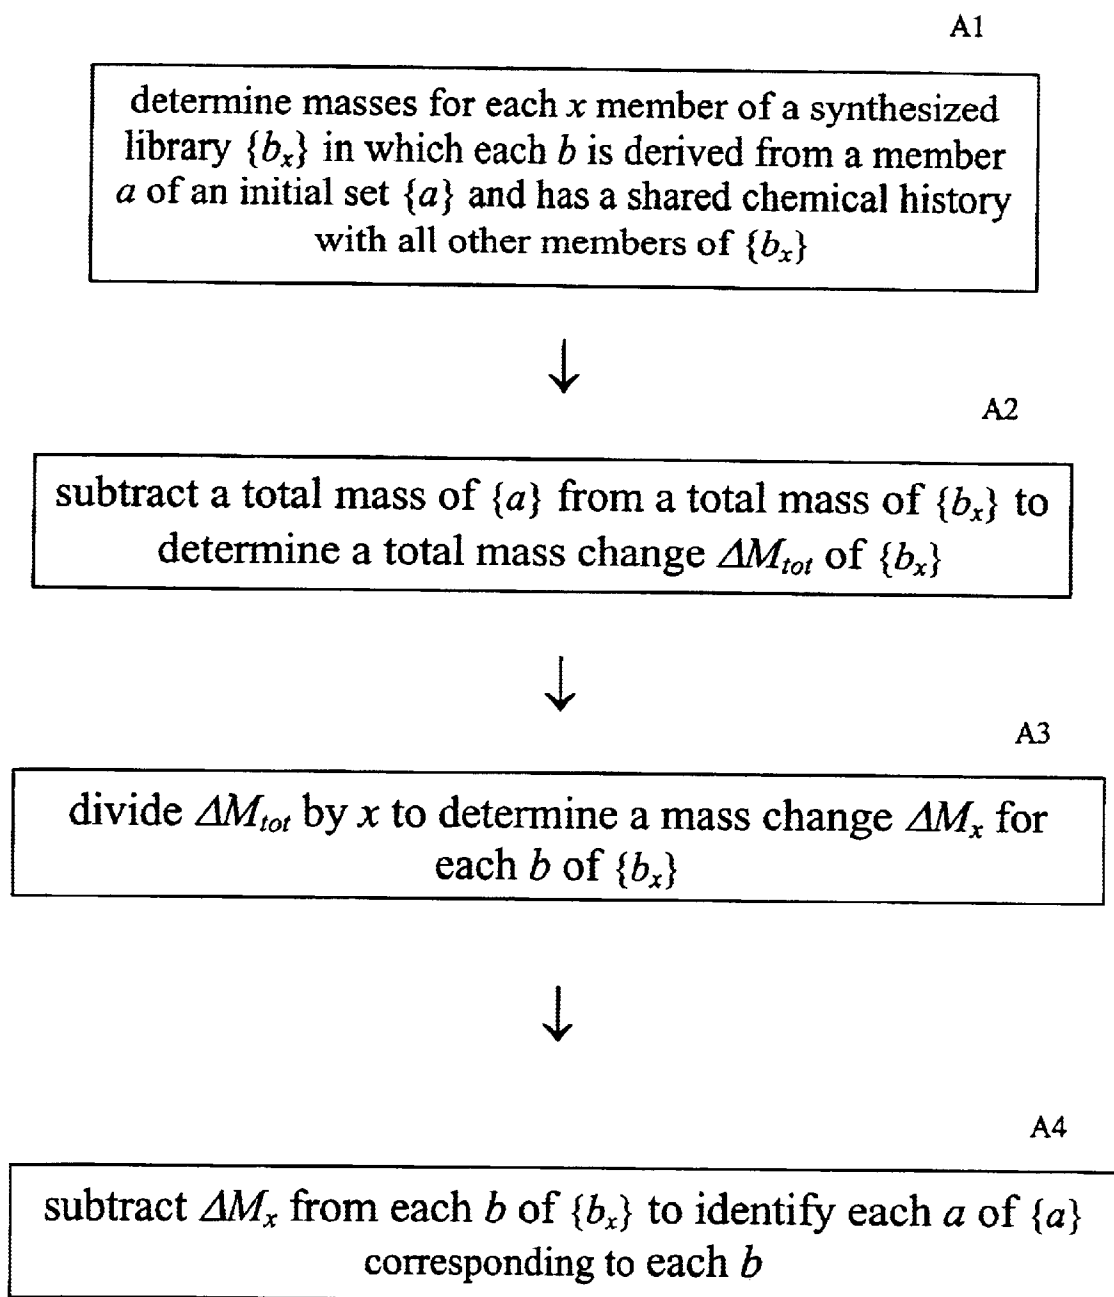 A1
determine masses for each x member of a synthesized
library {bₓ} in which each b is derived from a member
a of an initial set {a} and has a shared chemical history
with all other members of {bₓ}
↓
A2
subtract a total mass of {a} from a total mass of {bₓ} to
determine a total mass change ΔMₜₒₜ of {bₓ}
↓
A3
divide ΔMₜₒₜ by x to determine a mass change ΔMₓ for
each b of {bₓ}
↓
A4
subtract ΔMₓ from each b of {bₓ} to identify each a of {a}
corresponding to each b